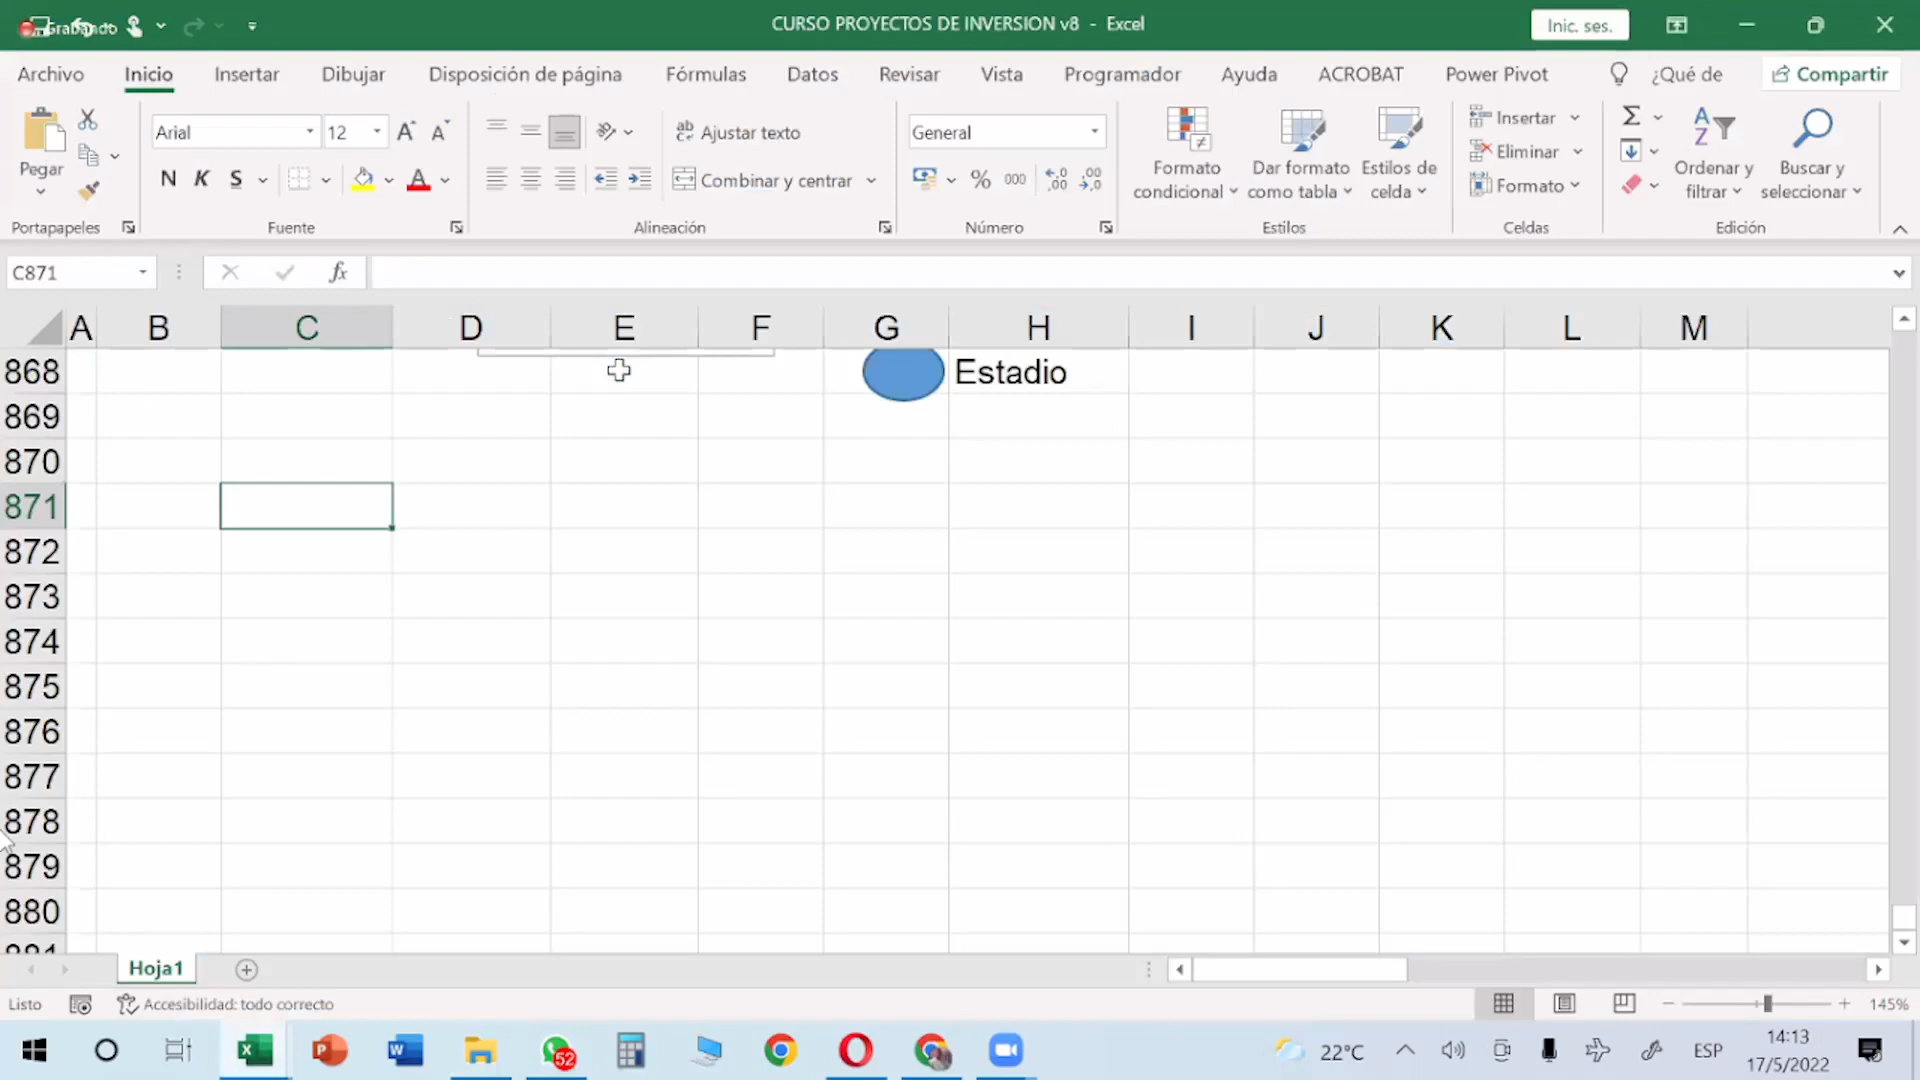 Grabando
CURSO PROYECTOS DE INVERSION v8 - Excel
Inic. ses.
Archivo Inicio Insertar Dibujar Disposición de página Fórmulas Datos Revisar Vista Programador Ayuda ACROBAT Power Pivot ¿Qué de Compartir
Pegar
Portapapeles
Arial 12
N K S
Fuente
Ajustar texto
Combinar y centrar
Alineación
General
% 000
Número
Formato condicional
Dar formato como tabla
Estilos de celda
Estilos
Insertar
Eliminar
Formato
Celdas
Ordenar y filtrar
Buscar y seleccionar
Edición
C871 fx
A B C D E F G H I J K L M
868 Estadio
869
870
871
872
873
874
875
876
877
878
879
880
881
Hoja1
Listo Accesibilidad: todo correcto 145%
52 22°C ESP 14:13
17/5/2022